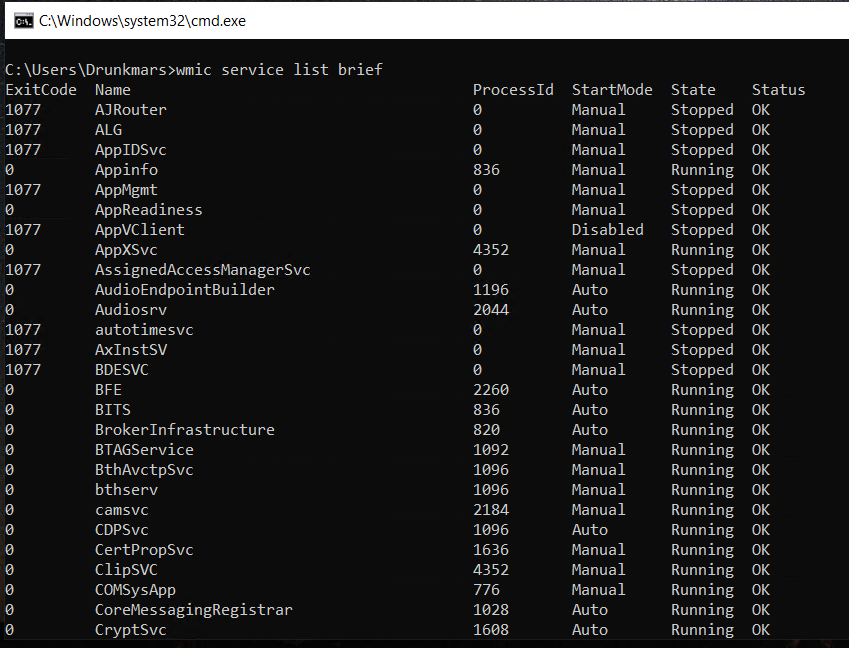 C:\Windows\system32\cmd.exe
C:\Users\Drunkmars>wmic service list brief
ExitCode  Name                      ProcessId  StartMode  State    Status
1077      AJRouter                  0          Manual     Stopped  OK
1077      ALG                       0          Manual     Stopped  OK
1077      AppIDSvc                  0          Manual     Stopped  OK
0         Appinfo                   836        Manual     Running  OK
1077      AppMgmt                   0          Manual     Stopped  OK
0         AppReadiness              0          Manual     Stopped  OK
1077      AppVClient                0          Disabled   Stopped  OK
0         AppXSvc                   4352       Manual     Running  OK
1077      AssignedAccessManagerSvc  0          Manual     Stopped  OK
0         AudioEndpointBuilder      1196       Auto       Running  OK
0         Audiosrv                  2044       Auto       Running  OK
1077      autotimesvc               0          Manual     Stopped  OK
1077      AxInstSV                  0          Manual     Stopped  OK
1077      BDESVC                    0          Manual     Stopped  OK
0         BFE                       2260       Auto       Running  OK
0         BITS                      836        Auto       Running  OK
0         BrokerInfrastructure      820        Auto       Running  OK
0         BTAGService               1092       Manual     Running  OK
0         BthAvctpSvc               1096       Manual     Running  OK
0         bthserv                   1096       Manual     Running  OK
0         camsvc                    2184       Manual     Running  OK
0         CDPSvc                    1096       Auto       Running  OK
0         CertPropSvc               1636       Manual     Running  OK
0         ClipSVC                   4352       Manual     Running  OK
0         COMSysApp                 776        Manual     Running  OK
0         CoreMessagingRegistrar    1028       Auto       Running  OK
0         CryptSvc                  1608       Auto       Running  OK